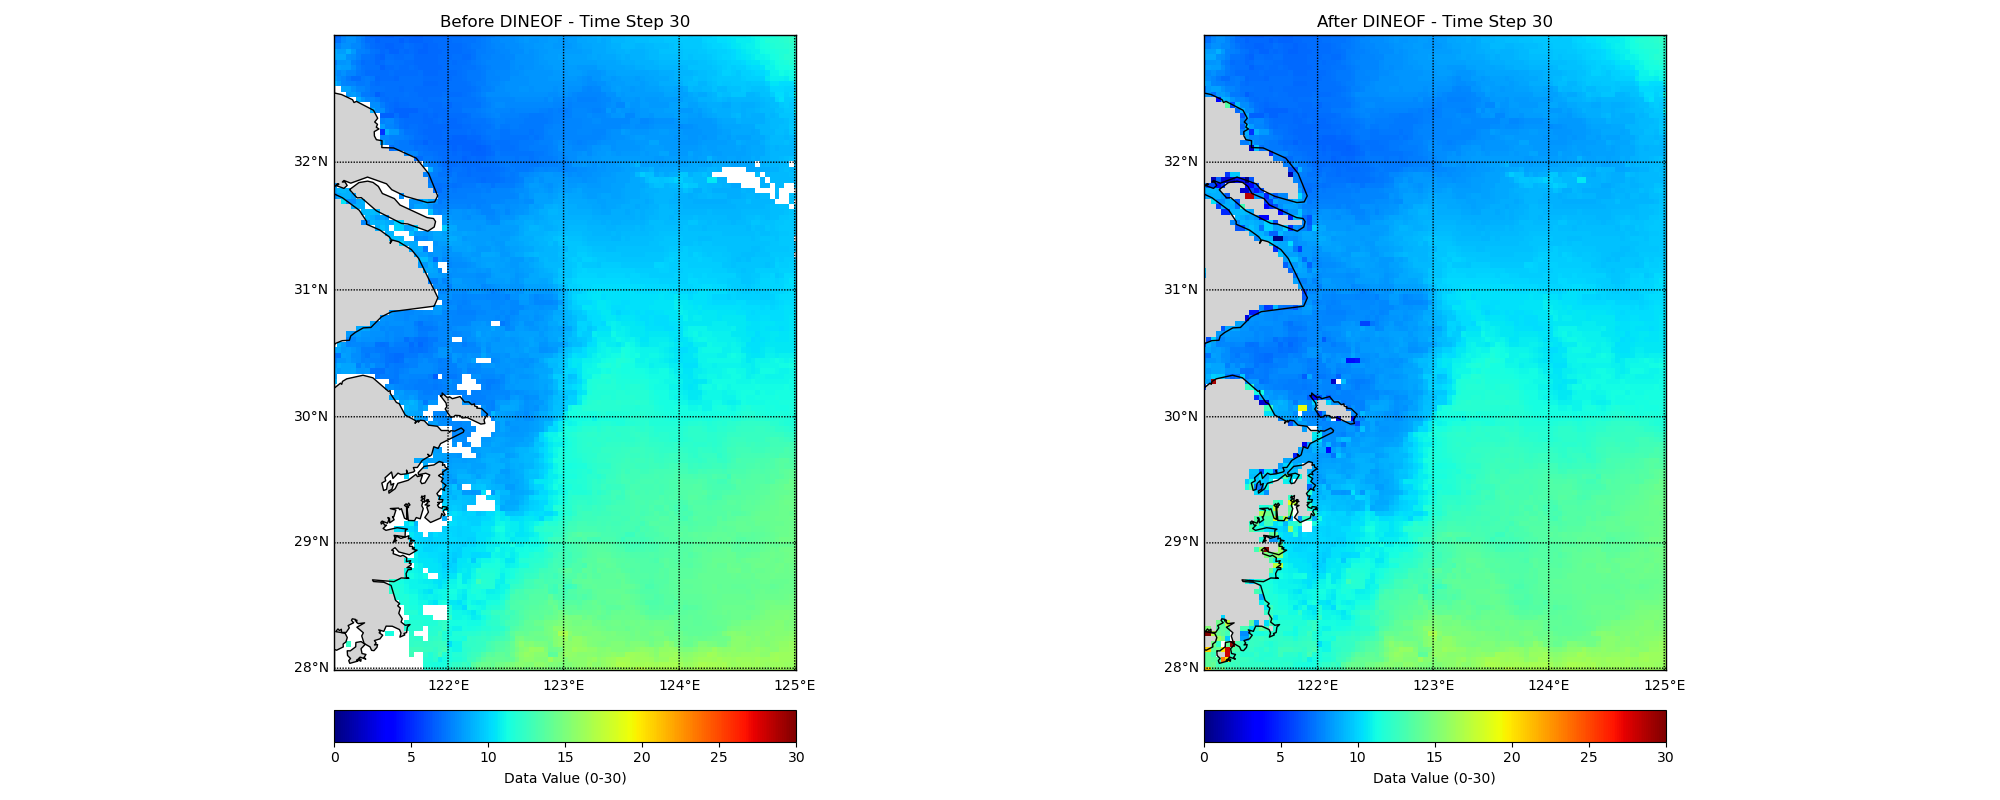 Before DINEOF - Time Step 30
32°N
31°N
30°N
29°N
28°N
122°E
123°E
124°E
125°E
0
5
10
15
20
25
30
Data Value (0-30)
After DINEOF - Time Step 30
32°N
31°N
30°N
29°N
28°N
122°E
123°E
124°E
125°E
0
5
10
15
20
25
30
Data Value (0-30)